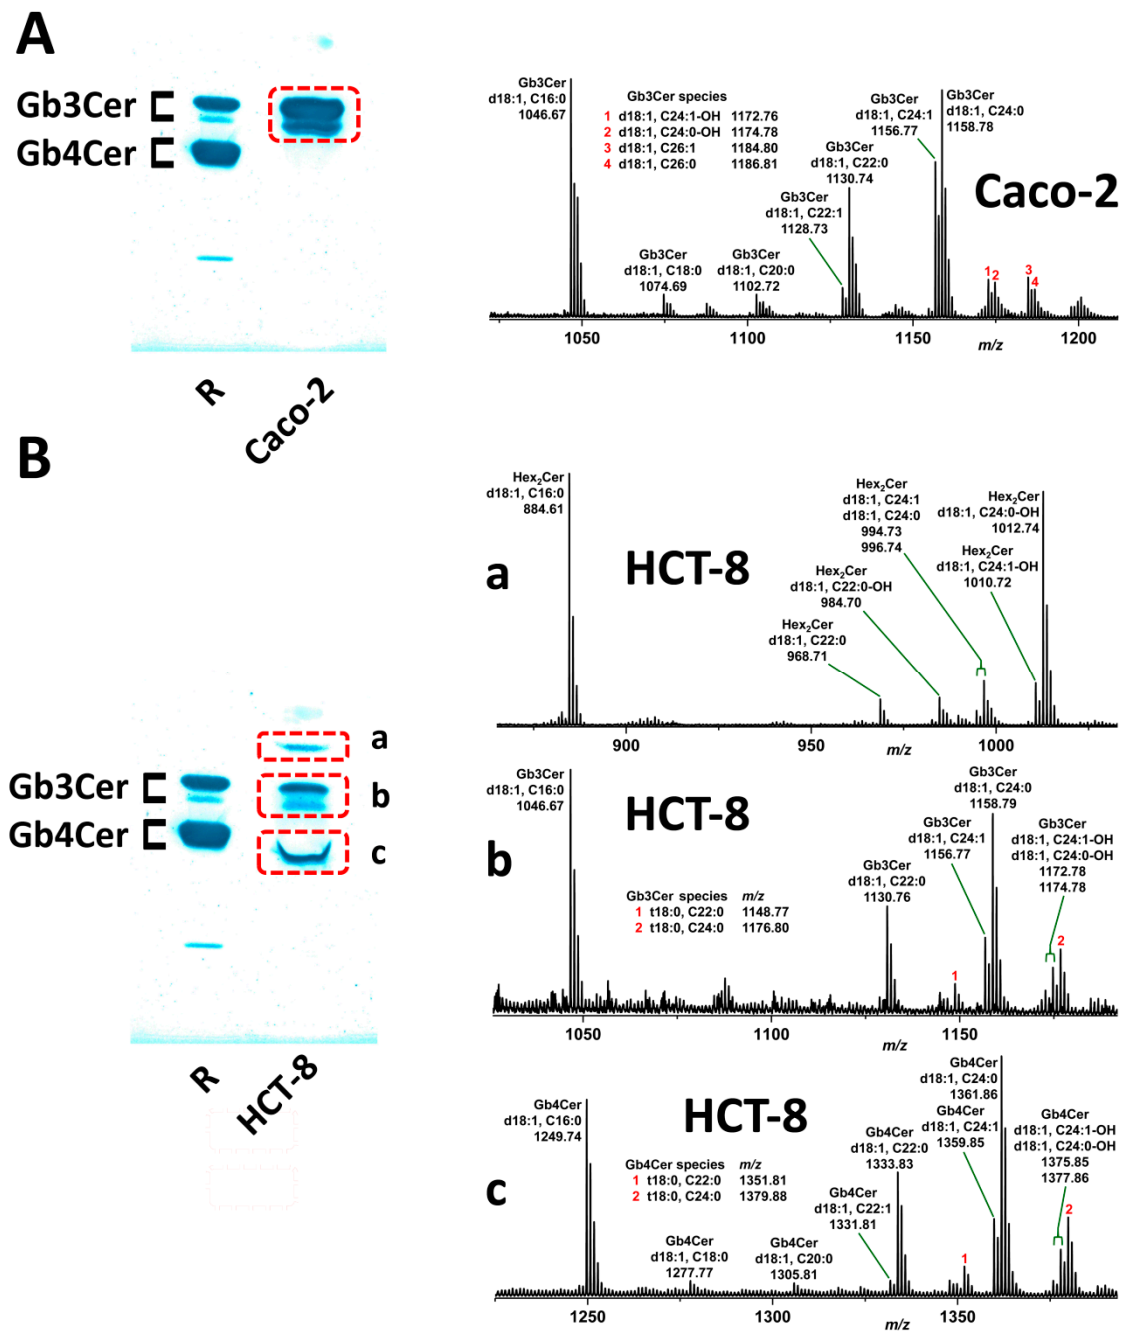 A
Gb3Cer
Gb4Cer
R
Caco-2
Gb3Cer
d18:1, C16:0
1046.67
Gb3Cer species
1 d18:1, C24:1-OH 1172.76
2 d18:1, C24:0-OH 1174.78
3 d18:1, C26:1 1184.80
4 d18:1, C26:0 1186.81
Gb3Cer
d18:1, C18:0
1074.69
Gb3Cer
d18:1, C20:0
1102.72
Gb3Cer
d18:1, C22:1
1128.73
Gb3Cer
d18:1, C22:0
1130.74
Gb3Cer
d18:1, C24:1
1156.77
Gb3Cer
d18:1, C24:0
1158.78
Caco-2
1 2 3 4
1050 1100 1150 1200
m/z
B
Gb3Cer
Gb4Cer
a
b
c
R
HCT-8
a
HCT-8
Hex₂Cer
d18:1, C16:0
884.61
Hex₂Cer
d18:1, C22:0
968.71
Hex₂Cer
d18:1, C22:0-OH
984.70
Hex₂Cer
d18:1, C24:1
d18:1, C24:0
994.73
996.74
Hex₂Cer
d18:1, C24:0-OH
1012.74
Hex₂Cer
d18:1, C24:1-OH
1010.72
900 950 1000
m/z
b
HCT-8
Gb3Cer
d18:1, C16:0
1046.67
Gb3Cer species m/z
1 t18:0, C22:0 1148.77
2 t18:0, C24:0 1176.80
Gb3Cer
d18:1, C22:0
1130.76
Gb3Cer
d18:1, C24:1
1156.77
Gb3Cer
d18:1, C24:0
1158.79
Gb3Cer
d18:1, C24:1-OH
d18:1, C24:0-OH
1172.78
1174.78
1 2
1050 1100 1150
m/z
c
HCT-8
Gb4Cer
d18:1, C16:0
1249.74
Gb4Cer species m/z
1 t18:0, C22:0 1351.81
2 t18:0, C24:0 1379.88
Gb4Cer
d18:1, C18:0
1277.77
Gb4Cer
d18:1, C20:0
1305.81
Gb4Cer
d18:1, C22:1
1331.81
Gb4Cer
d18:1, C22:0
1333.83
Gb4Cer
d18:1, C24:0
1361.86
Gb4Cer
d18:1, C24:1
1359.85
Gb4Cer
d18:1, C24:1-OH
d18:1, C24:0-OH
1375.85
1377.86
1 2
1250 1300 1350
m/z